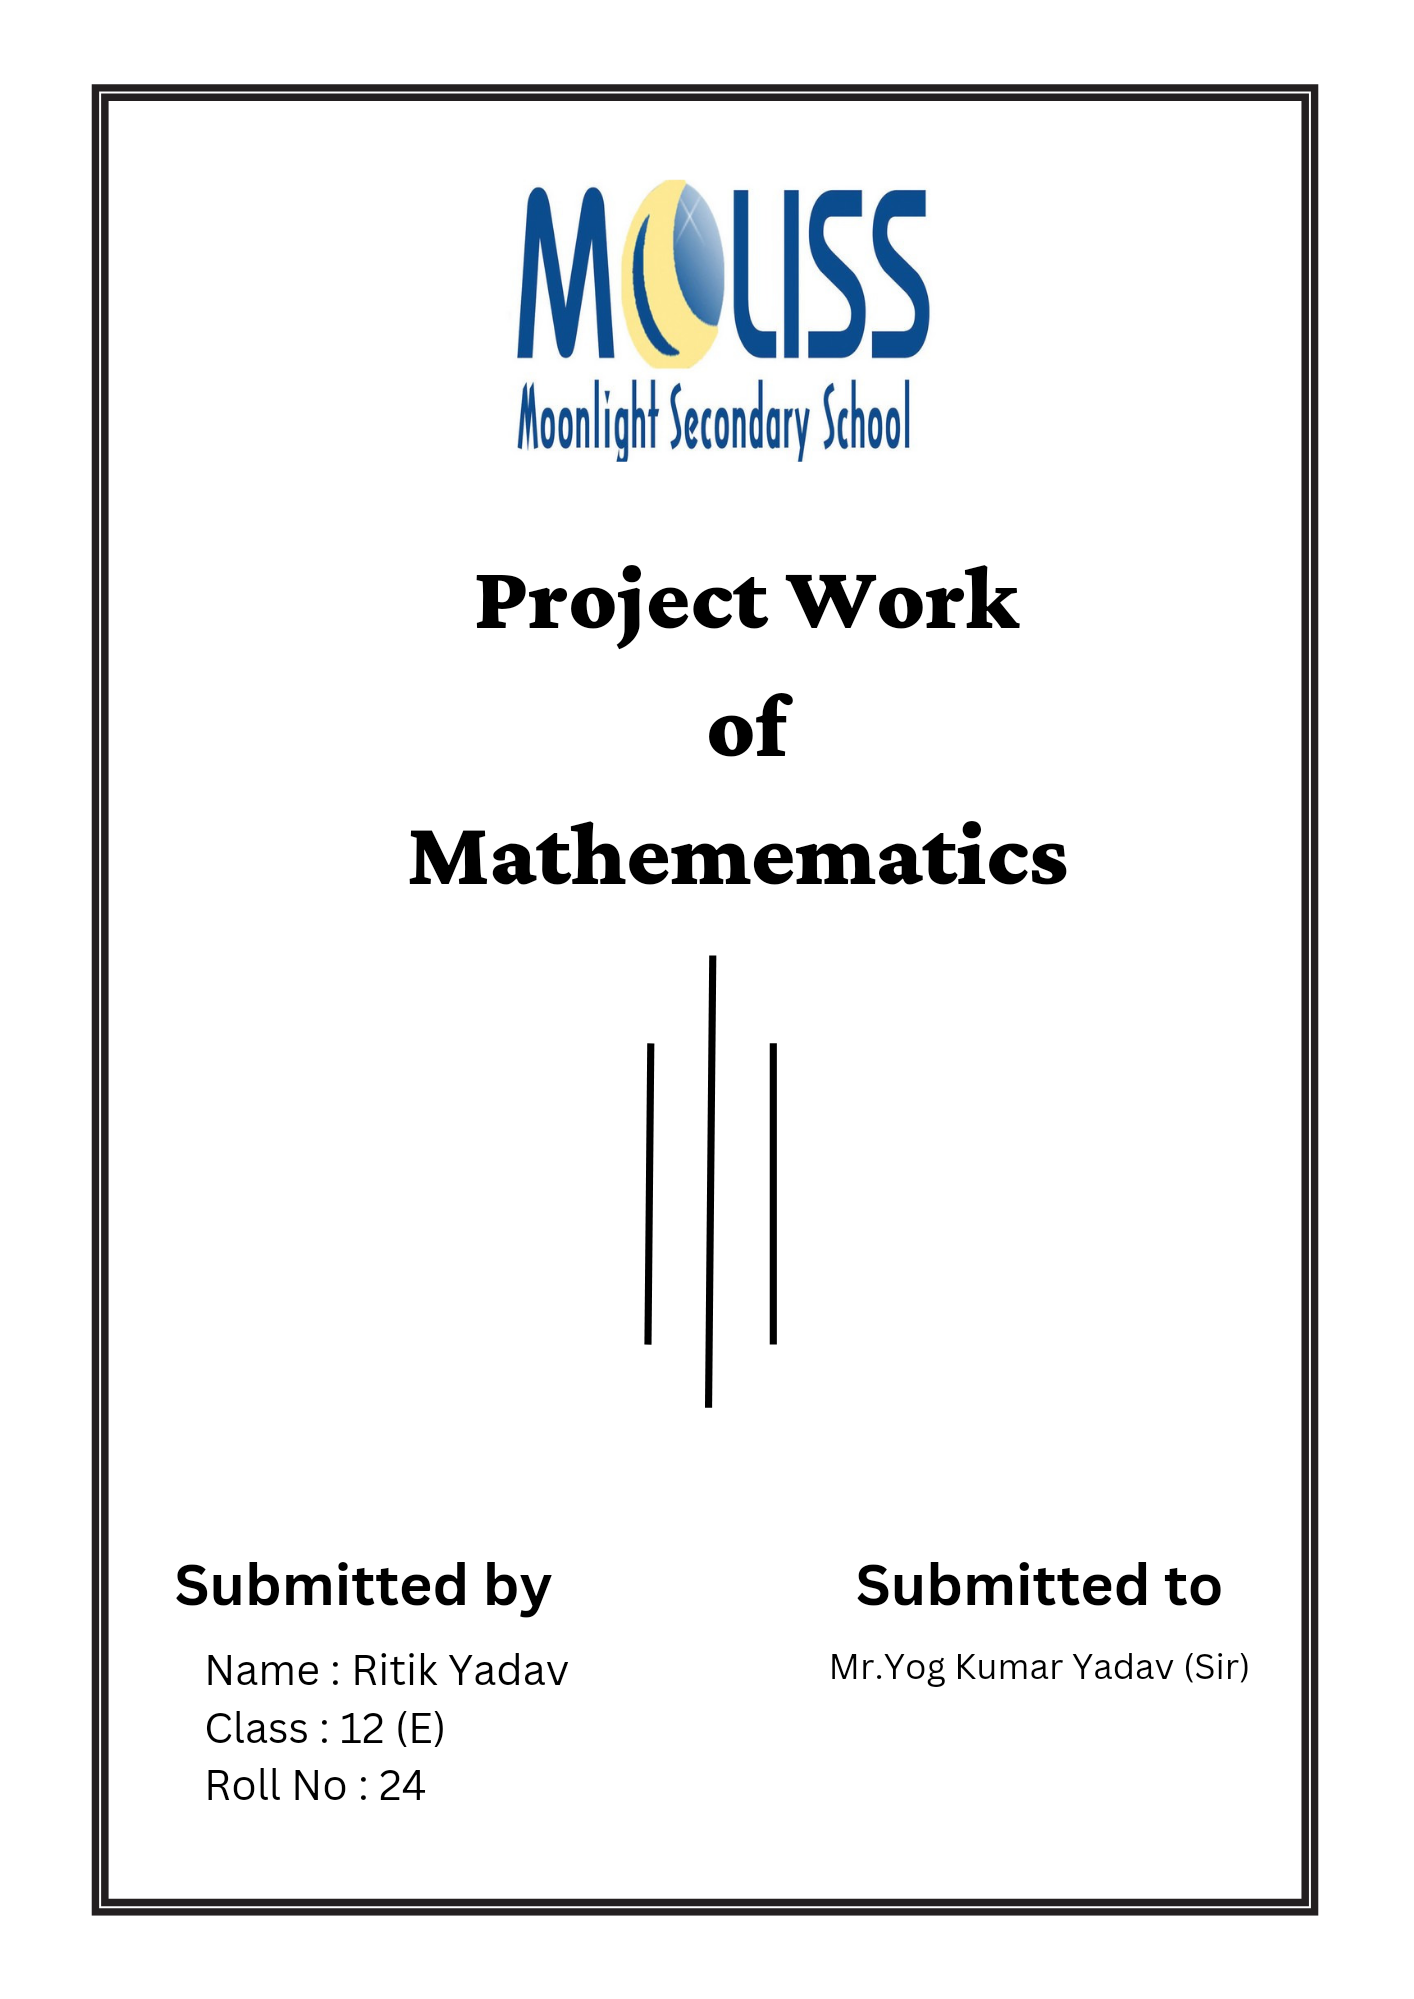 MOLISS
Moonlight Secondary School
Project Work
of
Mathemematics
Submitted by
Name : Ritik Yadav
Class : 12 (E)
Roll No : 24
Submitted to
Mr.Yog Kumar Yadav (Sir)